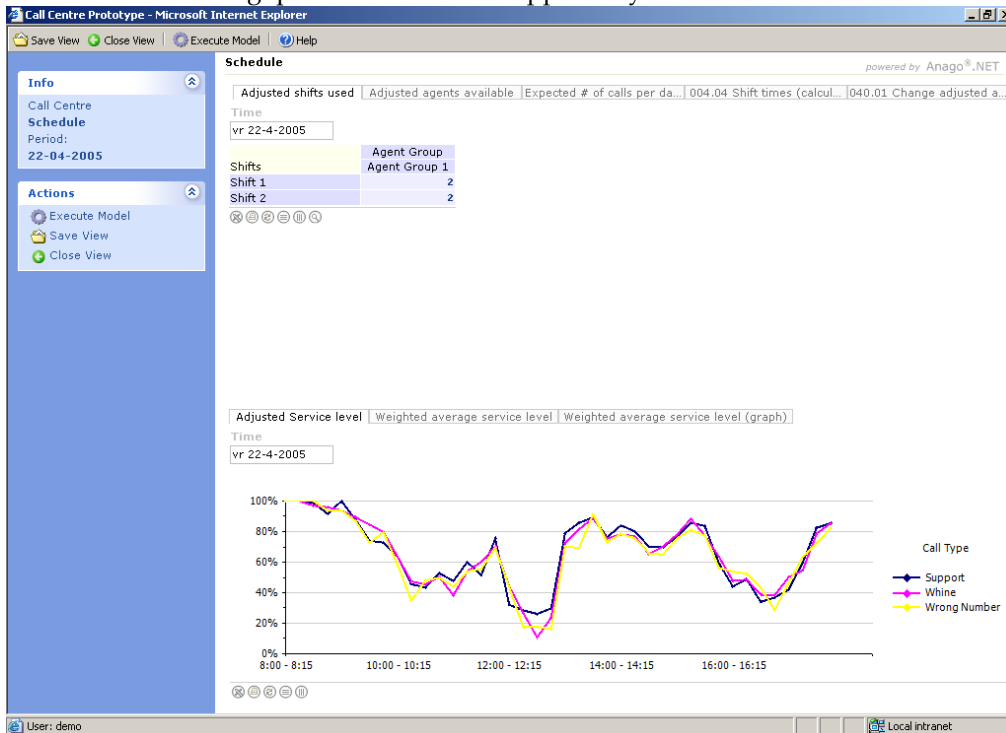 Call Centre Prototype - Microsoft Internet Explorer
Save View Close View Execute Model Help
Schedule
powered by Anago®.NET
Info
Call Centre
Schedule
Period:
22-04-2005
Actions
Execute Model
Save View
Close View
Adjusted shifts used Adjusted agents available Expected # of calls per da... 004.04 Shift times (calcul... 040.01 Change adjusted a...
Time
vr 22-4-2005
Agent Group
Shifts Agent Group 1
Shift 1 2
Shift 2 2
Adjusted Service level Weighted average service level Weighted average service level (graph)
Time
vr 22-4-2005
100%
80%
60%
40%
20%
0%
8:00 - 8:15 10:00 - 10:15 12:00 - 12:15 14:00 - 14:15 16:00 - 16:15
Call Type
Support
Whine
Wrong Number
User: demo Local intranet